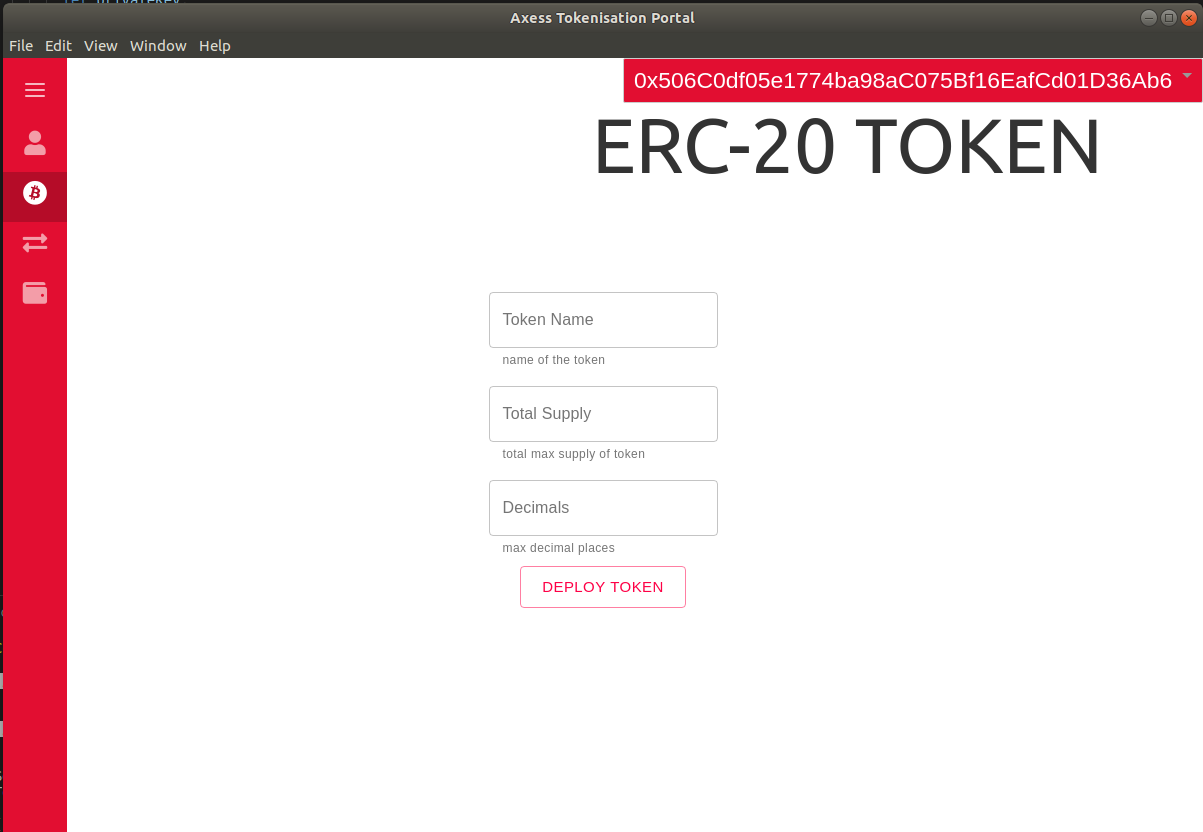 Axess Tokenisation Portal
File Edit View Window Help
0x506C0df05e1774ba98aC075Bf16EafCd01D36Ab6
ERC-20 TOKEN
Token Name
name of the token
Total Supply
total max supply of token
Decimals
max decimal places
DEPLOY TOKEN